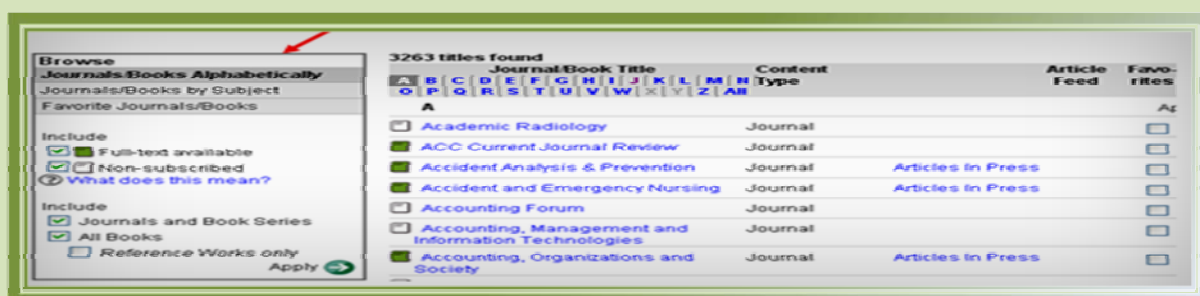 Browse
Journals/Books Alphabetically
Journals/Books by Subject
Favorite Journals/Books
Include
Full-text available
Non-subscribed
What does this mean?
Include
Journals and Book Series
All Books
Reference Works only
Apply
3263 titles found
Journal/Book Title Content Type Article Feed Favo-rites
A B C D E F G H I J K L M N
O P Q R S T U V W X Y Z All
A
Academic Radiology Journal
ACC Current Journal Review Journal
Accident Analysis & Prevention Journal Articles In Press
Accident and Emergency Nursing Journal Articles In Press
Accounting Forum Journal
Accounting, Management and Journal
Information Technologies
Accounting, Organizations and Journal Articles In Press
Society